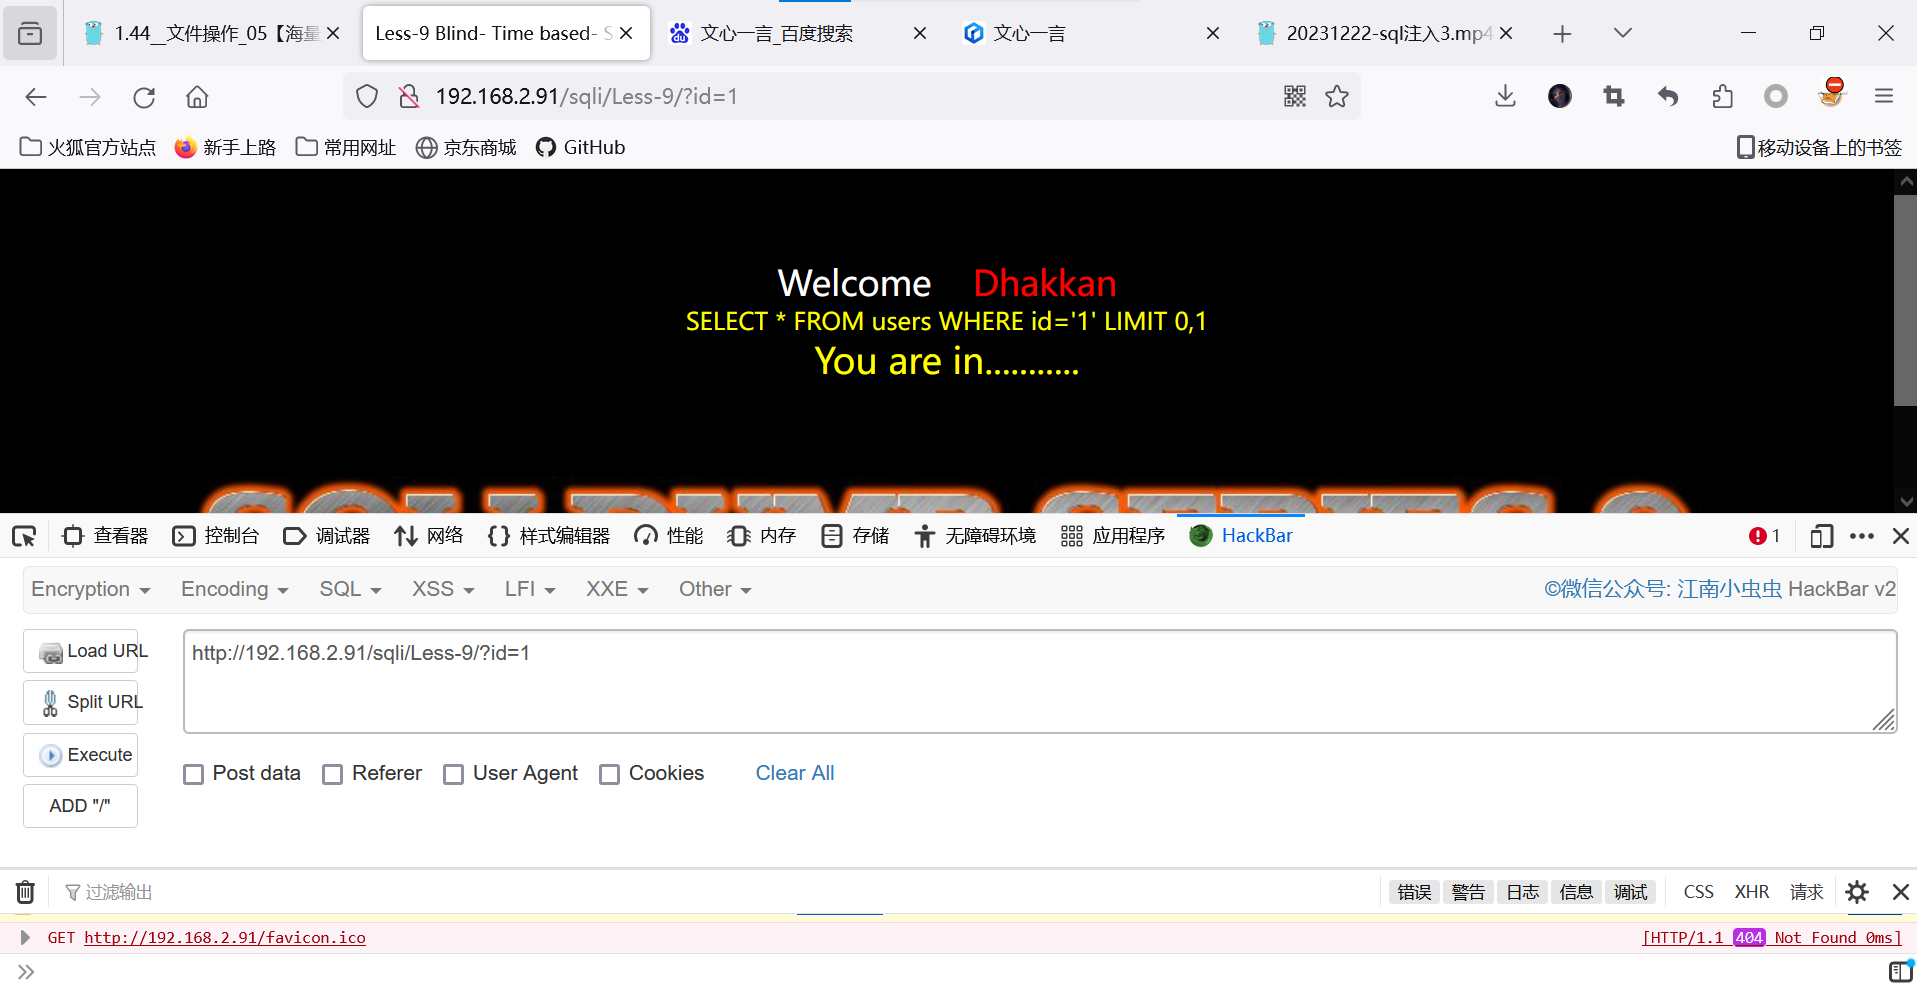 1.44__文件操作_05【海量
Less-9 Blind- Time based- S
文心一言_百度搜索
文心一言
20231222-sql注入3.mp4
192.168.2.91/sqli/Less-9/?id=1
火狐官方站点
新手上路
常用网址
京东商城
GitHub
移动设备上的书签
Welcome Dhakkan
SELECT * FROM users WHERE id='1' LIMIT 0,1
You are in...........
查看器
控制台
调试器
网络
样式编辑器
性能
内存
存储
无障碍环境
应用程序
HackBar
1
Encryption
Encoding
SQL
XSS
LFI
XXE
Other
©微信公众号: 江南小虫虫 HackBar v2
Load URL
http://192.168.2.91/sqli/Less-9/?id=1
Split URL
Execute
ADD "/"
Post data
Referer
User Agent
Cookies
Clear All
过滤输出
错误
警告
日志
信息
调试
CSS
XHR
请求
GET http://192.168.2.91/favicon.ico
[HTTP/1.1 404 Not Found 0ms]